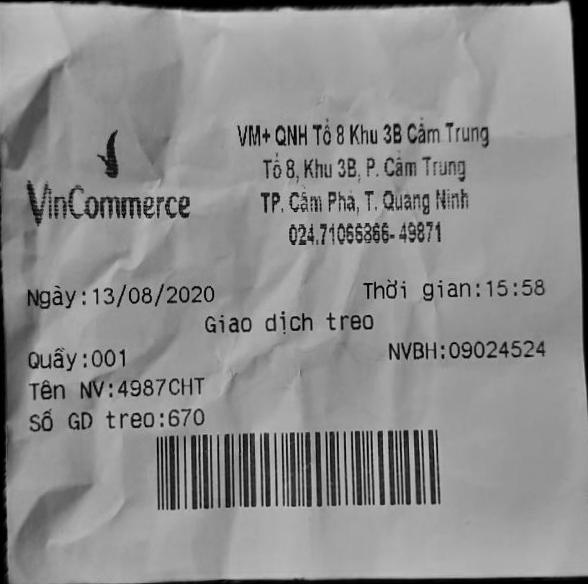 VinCommerce
VM+ QNH Tổ 8 Khu 3B Cẩm Trung
Tổ 8, Khu 3B, P. Cẩm Trung
TP. Cẩm Phả, T. Quảng Ninh
024.71066866-49871
Ngày:13/08/2020 Thời gian:15:58
Giao dịch treo
Quầy:001 NVBH:09024524
Tên NV:4987CHT
Số GD treo:670